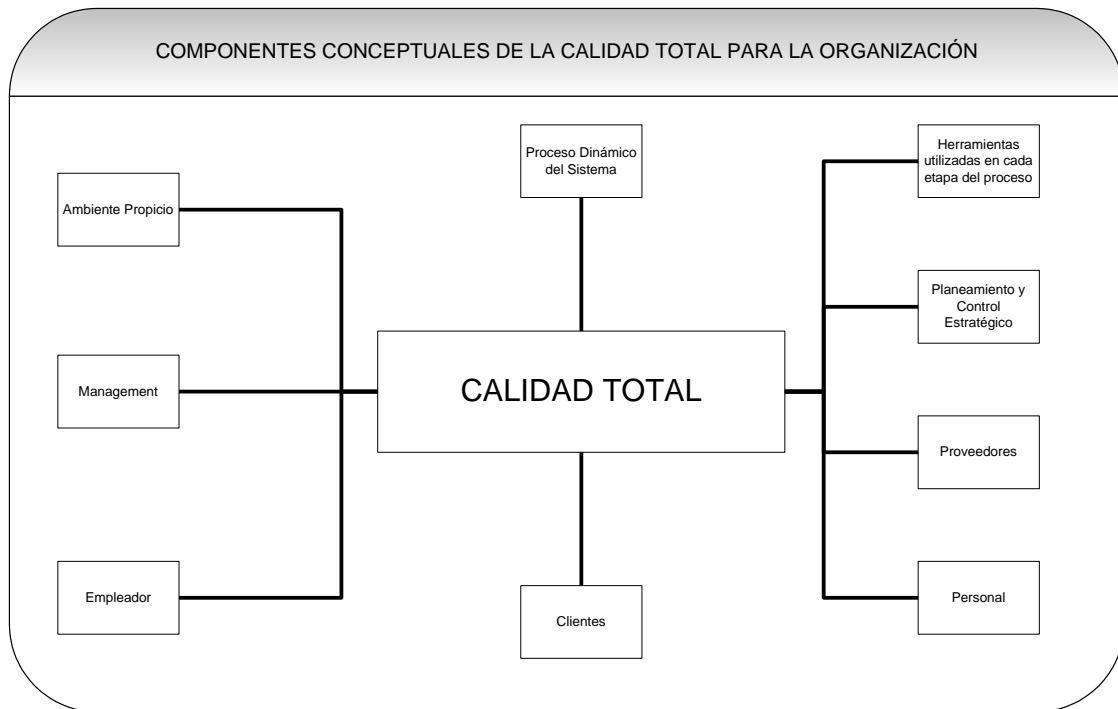 COMPONENTES CONCEPTUALES DE LA CALIDAD TOTAL PARA LA ORGANIZACIÓN
Ambiente Propicio
Management
Empleador
Proceso Dinámico
del Sistema
CALIDAD TOTAL
Clientes
Herramientas
utilizadas en cada
etapa del proceso
Planeamiento y
Control
Estratégico
Proveedores
Personal